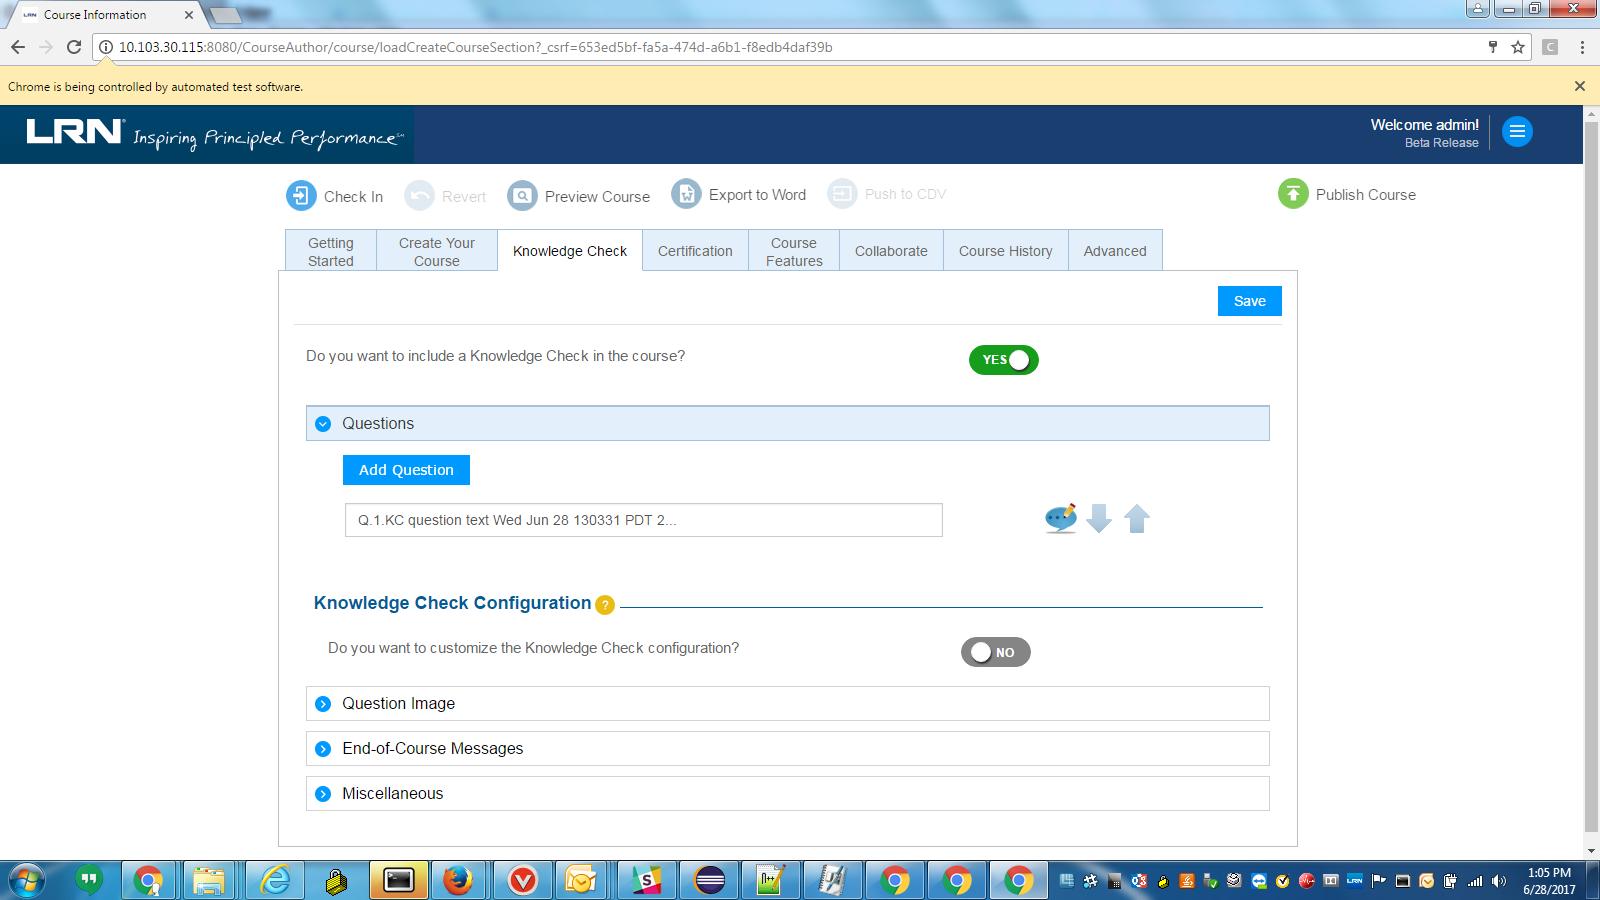 LRN Course Information
10.103.30.115:8080/CourseAuthor/course/loadCreateCourseSection?_csrf=653ed5bf-fa5a-474d-a6b1-f8edb4daf39b
Chrome is being controlled by automated test software.
LRN Inspiring Principled Performance
Welcome admin!
Beta Release
Check In Revert Preview Course Export to Word Push to CDV Publish Course
Getting Started Create Your Course Knowledge Check Certification Course Features Collaborate Course History Advanced
Save
Do you want to include a Knowledge Check in the course? YES
Questions
Add Question
Q.1.KC question text Wed Jun 28 130331 PDT 2...
Knowledge Check Configuration ?
Do you want to customize the Knowledge Check configuration? NO
Question Image
End-of-Course Messages
Miscellaneous
1:05 PM
6/28/2017